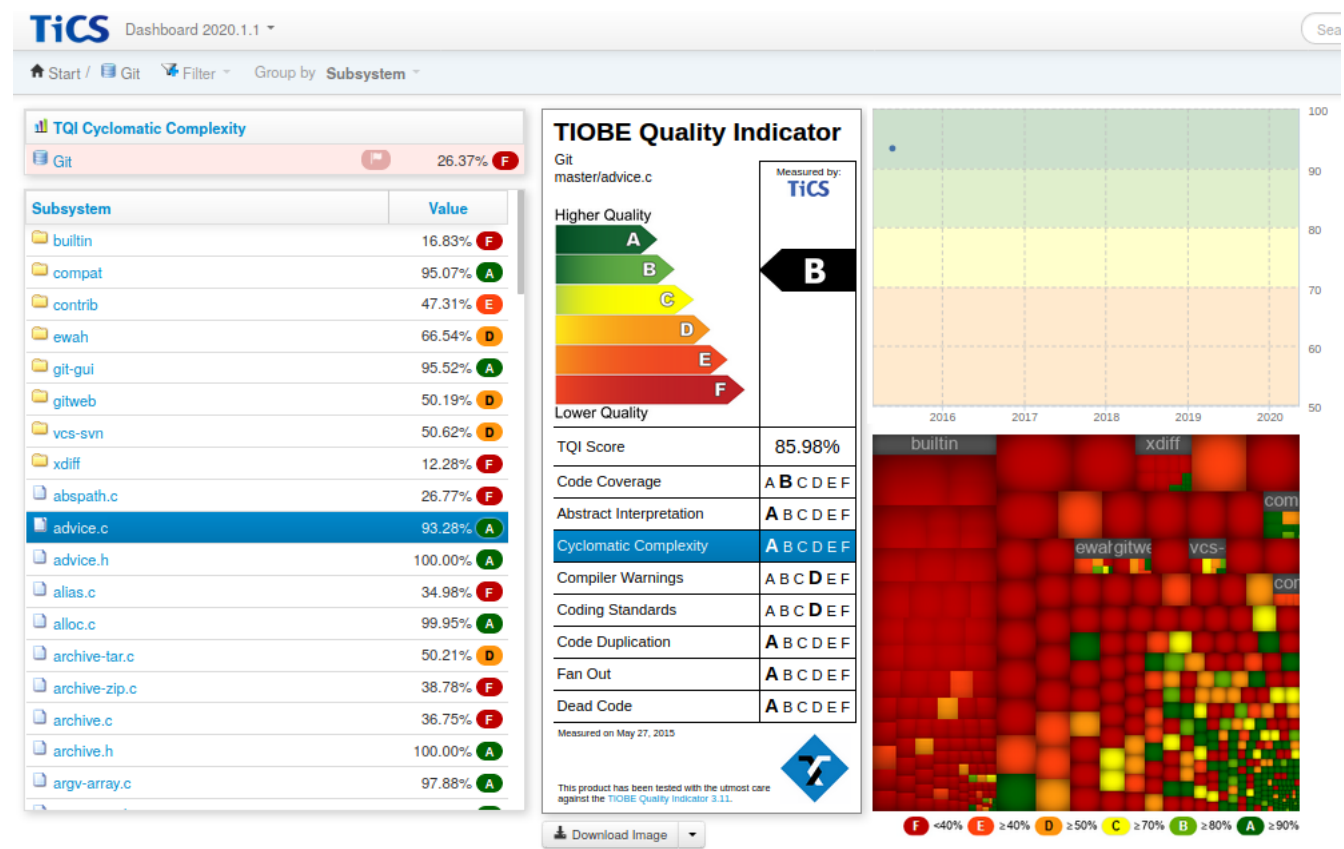 TiCS Dashboard 2020.1.1
Start / Git Filter Group by Subsystem
TQI Cyclomatic Complexity
Git 26.37% F
Subsystem Value
builtin 16.83% F
compat 95.07% A
contrib 47.31% E
ewah 66.54% D
git-gui 95.52% A
gitweb 50.19% D
vcs-svn 50.62% D
xdiff 12.28% F
abspath.c 26.77% F
advice.c 93.28% A
advice.h 100.00% A
alias.c 34.98% F
alloc.c 99.95% A
archive-tar.c 50.21% D
archive-zip.c 38.78% F
archive.c 36.75% F
archive.h 100.00% A
argv-array.c 97.88% A
TIOBE Quality Indicator
Git
master/advice.c
Measured by:
TiCS
Higher Quality
A
B
C
D
E
F
B
Lower Quality
TQI Score 85.98%
Code Coverage A B C D E F
Abstract Interpretation A B C D E F
Cyclomatic Complexity A B C D E F
Compiler Warnings A B C D E F
Coding Standards A B C D E F
Code Duplication A B C D E F
Fan Out A B C D E F
Dead Code A B C D E F
Measured on May 27, 2015
This product has been tested with the utmost care
against the TIOBE Quality Indicator 3.11.
Download Image
100
90
80
70
60
50
2016 2017 2018 2019 2020
builtin xdiff
com
ewah gitwe vcs-
cor
F <40% E ≥40% D ≥50% C ≥70% B ≥80% A ≥90%